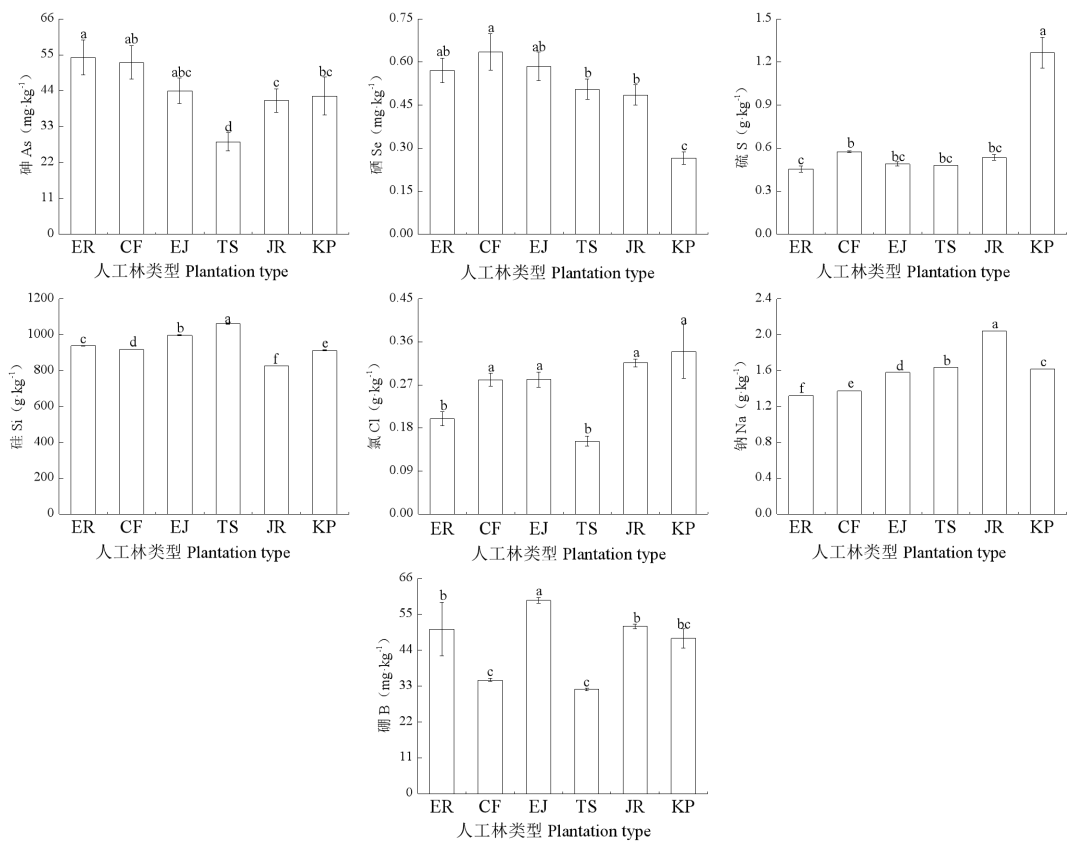 砷 As（mg·kg⁻¹）
66
55
44
33
22
11
0
a
ab
abc
d
c
bc
ER CF EJ TS JR KP
人工林类型 Plantation type
硒 Se（mg·kg⁻¹）
0.75
0.60
0.45
0.30
0.15
0.00
ab
a
ab
b
b
c
ER CF EJ TS JR KP
人工林类型 Plantation type
硫 S（g·kg⁻¹）
1.5
1.2
0.9
0.6
0.3
0.0
c
b
bc
bc
bc
a
ER CF EJ TS JR KP
人工林类型 Plantation type
硅 Si（g·kg⁻¹）
1200
1000
800
600
400
200
0
c
d
b
a
f
e
ER CF EJ TS JR KP
人工林类型 Plantation type
氯 Cl（g·kg⁻¹）
0.45
0.36
0.27
0.18
0.09
0.00
b
a
a
b
a
a
ER CF EJ TS JR KP
人工林类型 Plantation type
钠 Na（g·kg⁻¹）
2.4
2.0
1.6
1.2
0.8
0.4
0.0
f
e
d
b
a
c
ER CF EJ TS JR KP
人工林类型 Plantation type
硼 B（mg·kg⁻¹）
66
55
44
33
22
11
0
b
c
a
c
b
bc
ER CF EJ TS JR KP
人工林类型 Plantation type